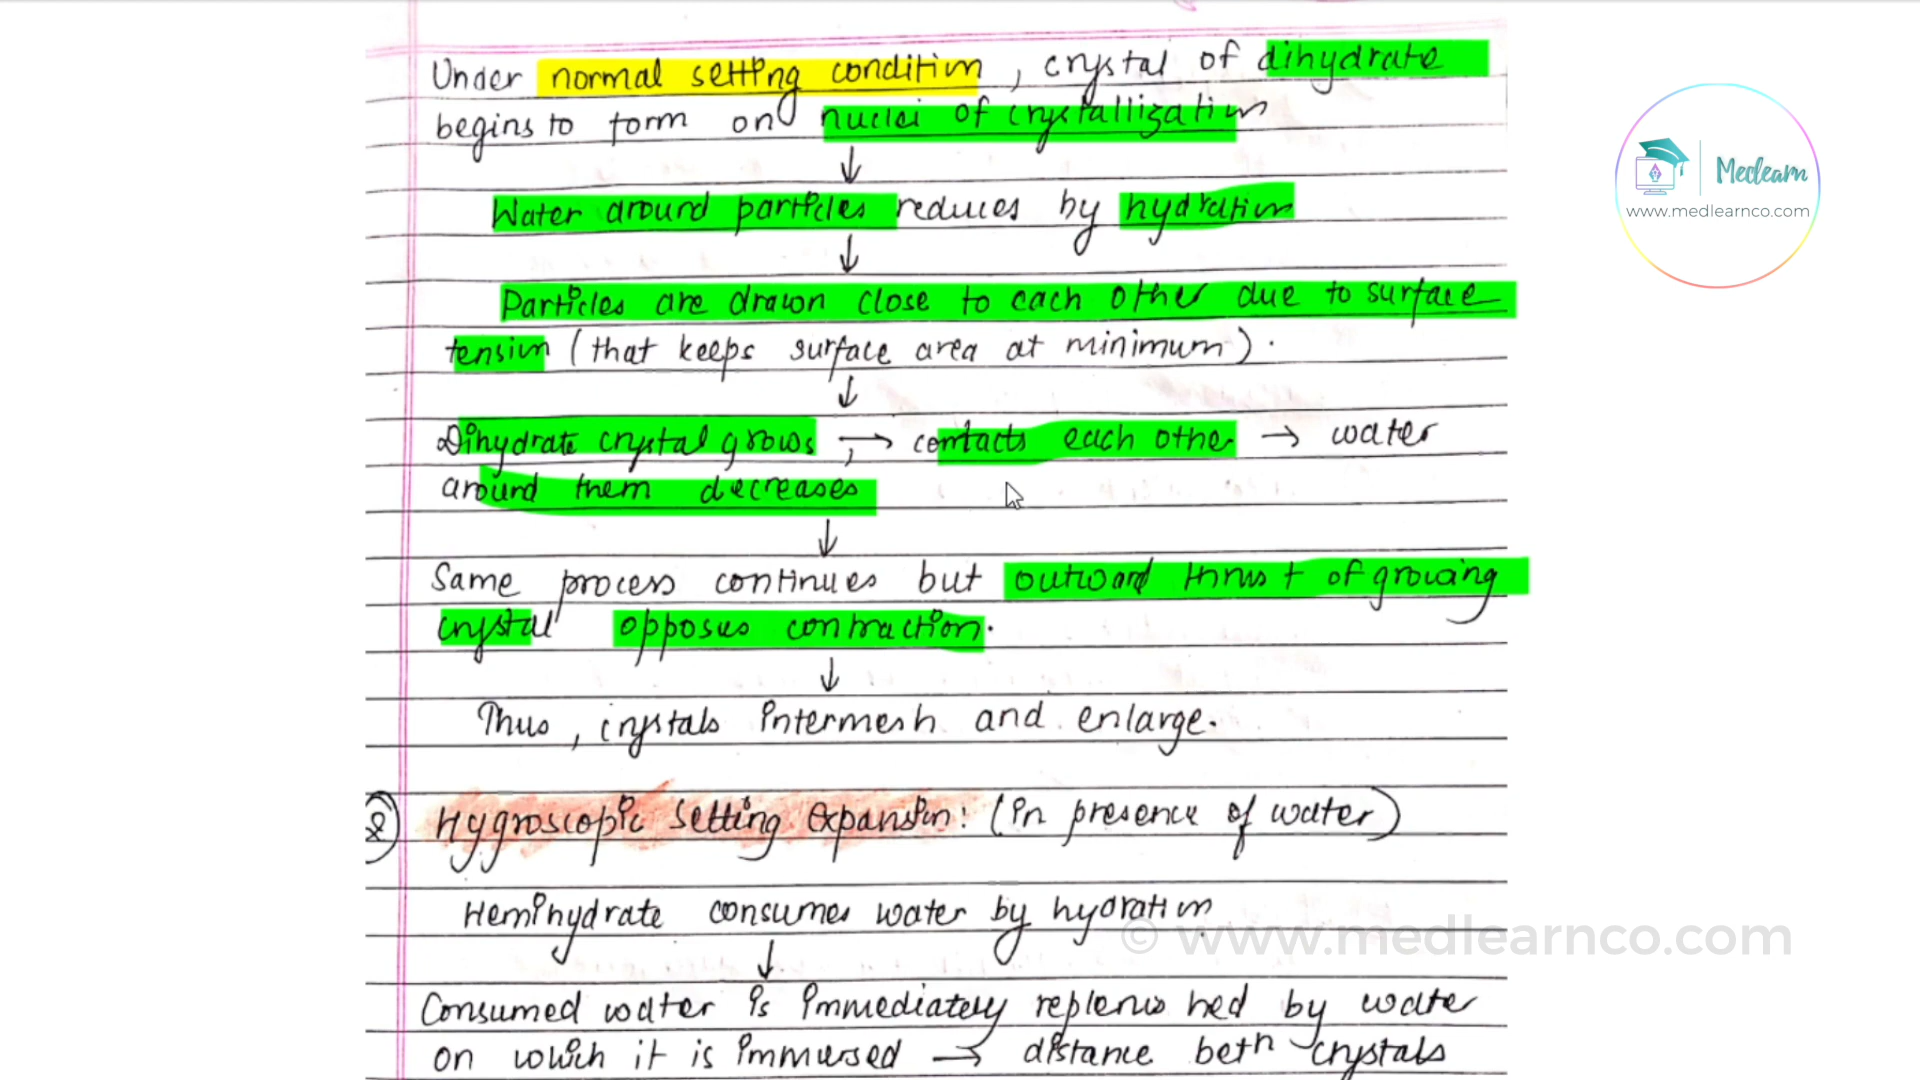 Under normal setting condition, crystal of dihydrate
begins to form on nuclei of crystallization
↓
Water around particles reduces by hydration
↓
Particles are drawn close to each other due to surface
tension (that keeps surface area at minimum).
↓
Dihydrate crystal grows, → contacts each other → water
around them decreases
↓
Same process continues but outward thrust of growing
crystal opposes contraction.
↓
Thus, crystals intermesh and enlarge.
② Hygroscopic setting expansion: (in presence of water)
Hemihydrate consumes water by hydration
↓
Consumed water is immediately replenished by water
on which it is immersed → distance betn crystals
Medlearn
www.medlearnco.com
© www.medlearnco.com